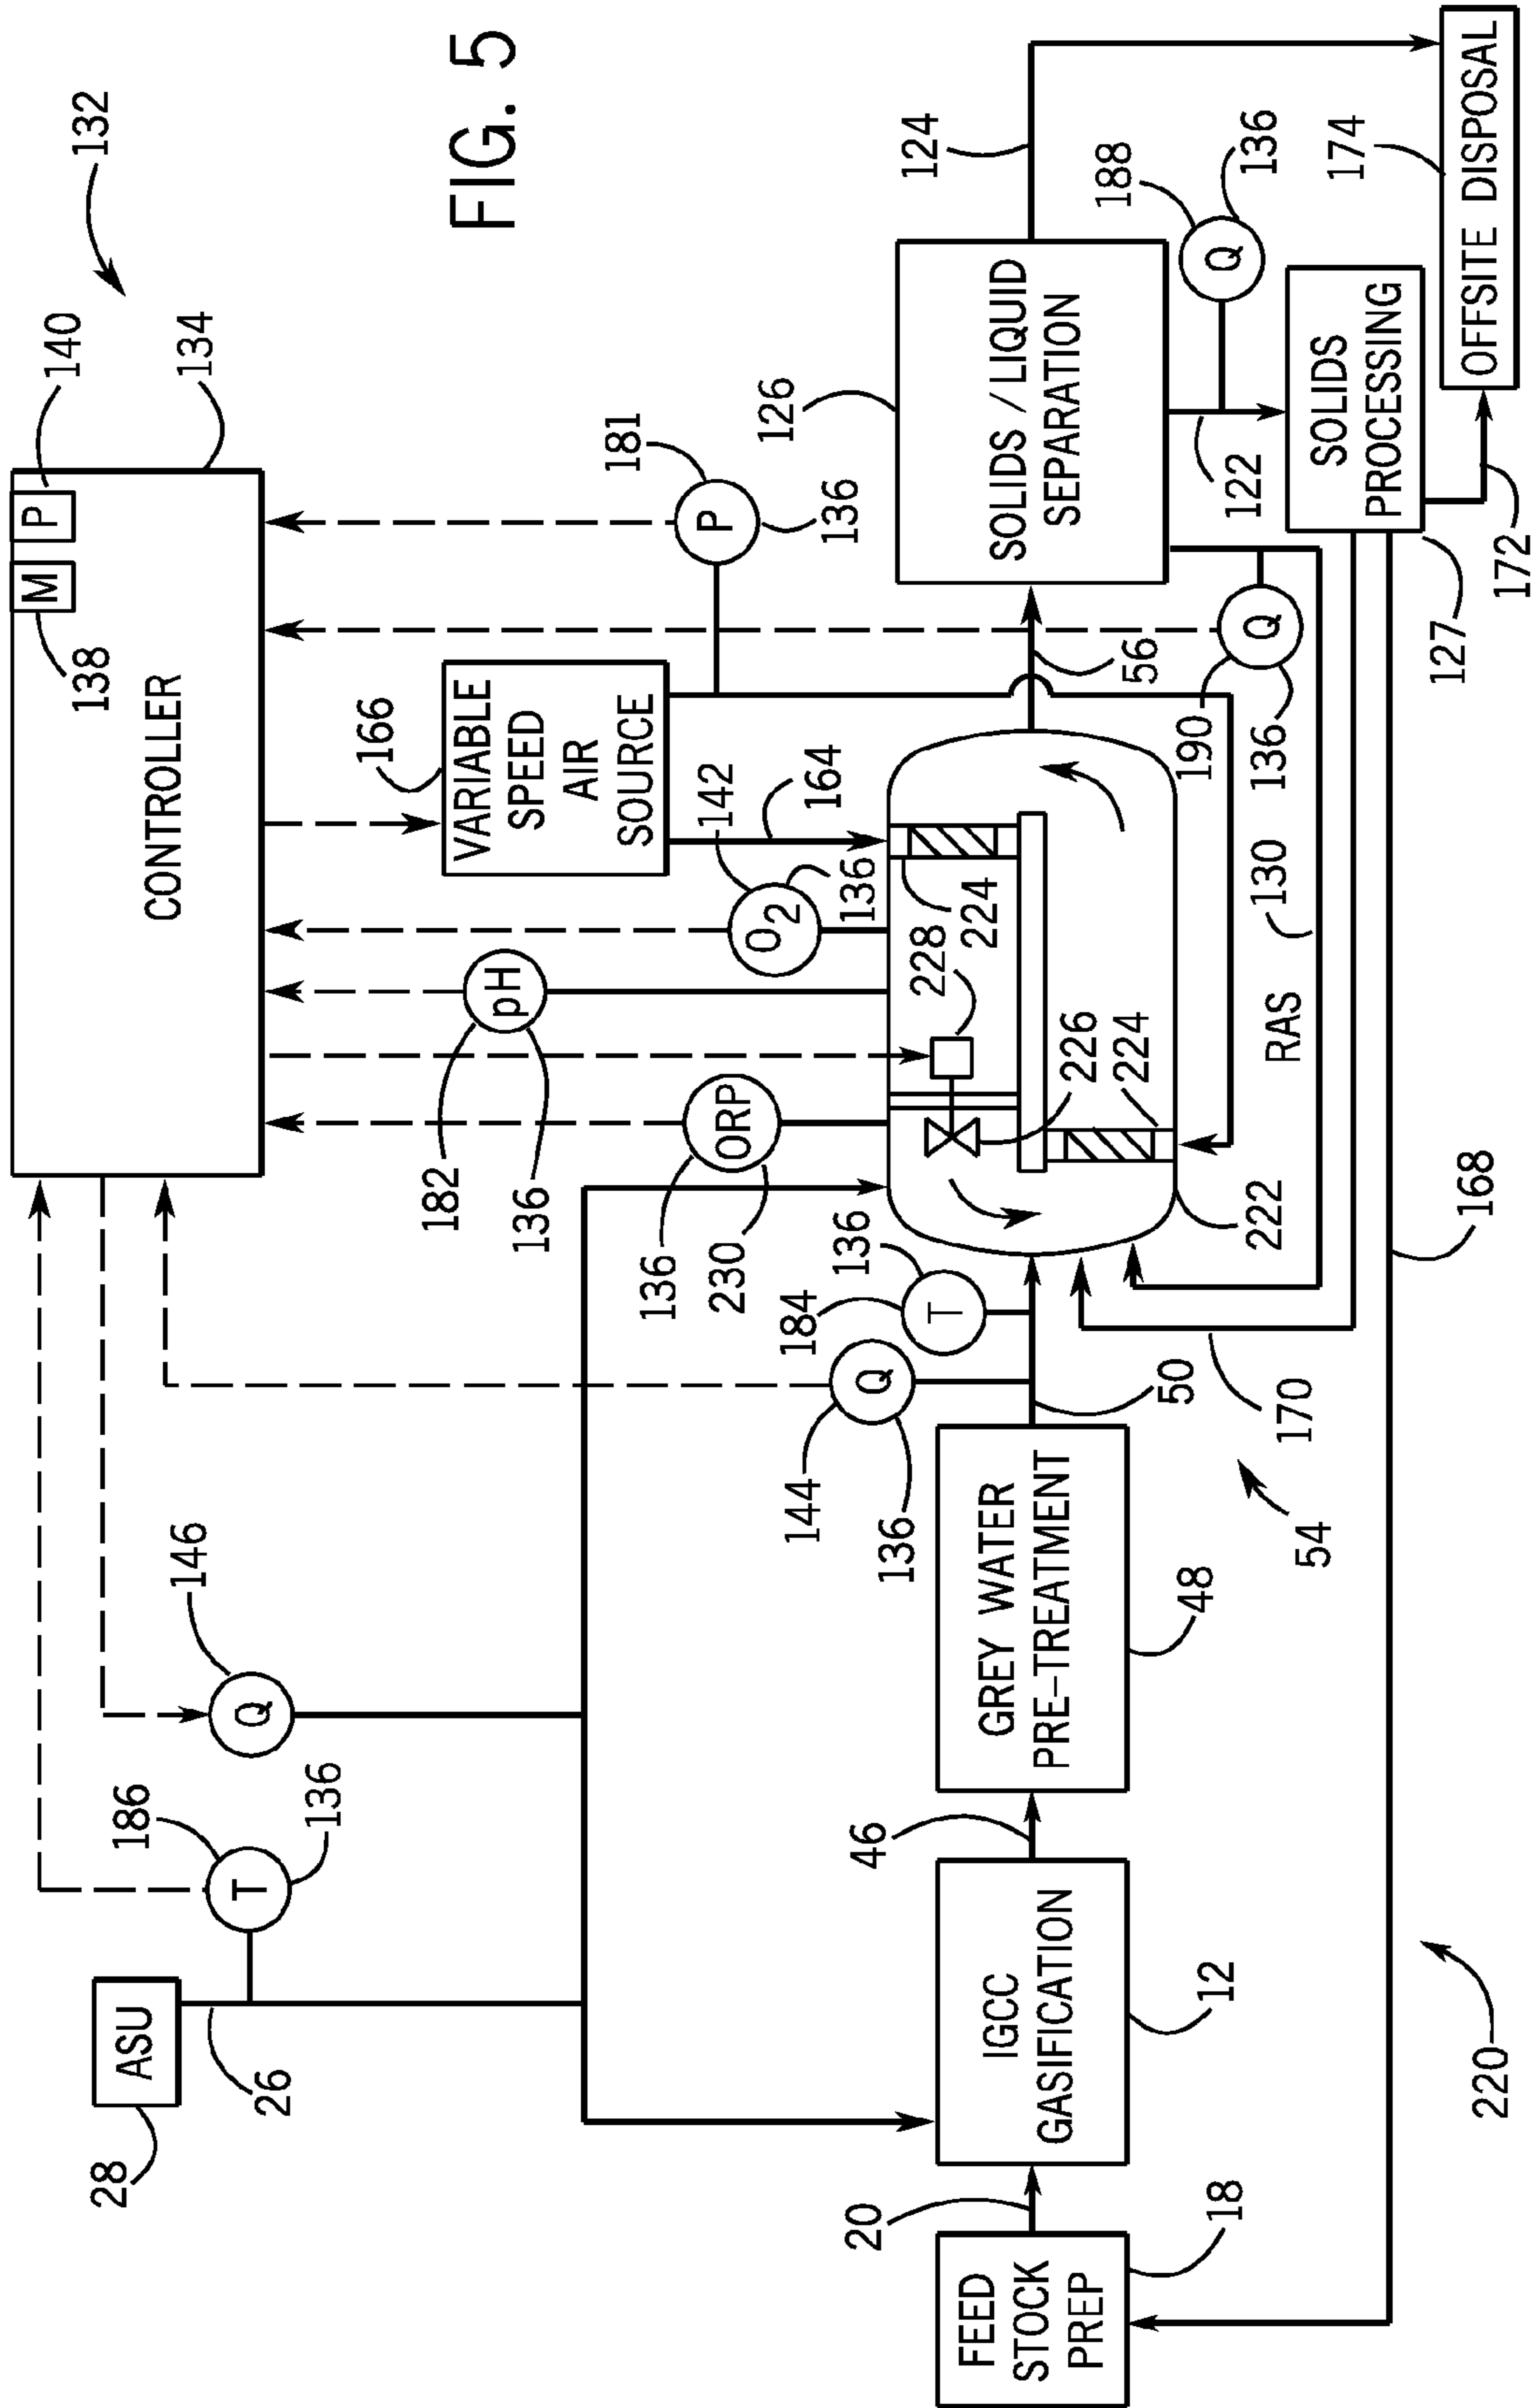 FIG. 5
132
140
134
M
P
138
CONTROLLER
146
186
136
T
Q
ASU
28
26
181
P
136
166
VARIABLE
SPEED
AIR
SOURCE
142
O2
136
164
pH
182
136
ORP
136
230
228
224
226
224
222
184
136
T
144
Q
136
126
SOLIDS / LIQUID
SEPARATION
124
188
Q
136
174
OFFSITE DISPOSAL
122
SOLIDS
PROCESSING
172
127
56
190
Q
136
130
RAS
168
170
50
54
GREY WATER
PRE-TREATMENT
48
46
IGCC
GASIFICATION
12
20
FEED
STOCK
PREP
18
220